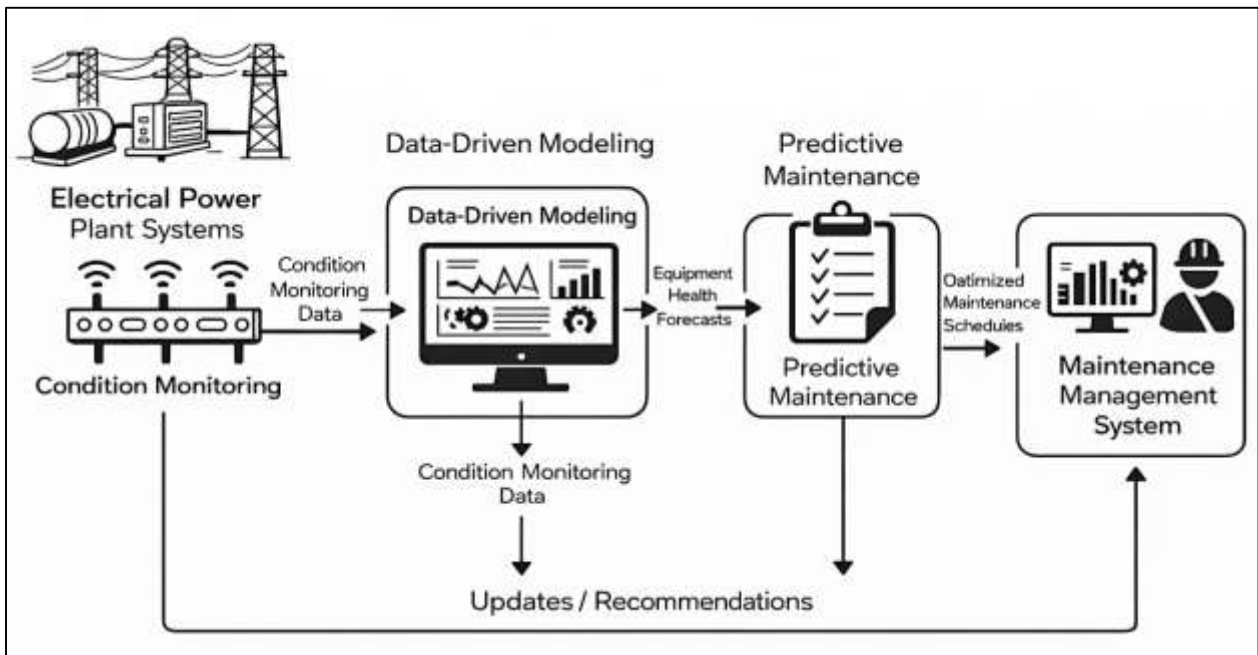 Electrical Power
Plant Systems
Condition Monitoring
Condition
Monitoring
Data
Data-Driven Modeling
Data-Driven Modeling
Condition Monitoring
Data
Equipment
Health
Forecasts
Predictive
Maintenance
Predictive
Maintenance
Oatimized
Maintenance
Scheduies
Maintenance
Management
System
Updates / Recommendations